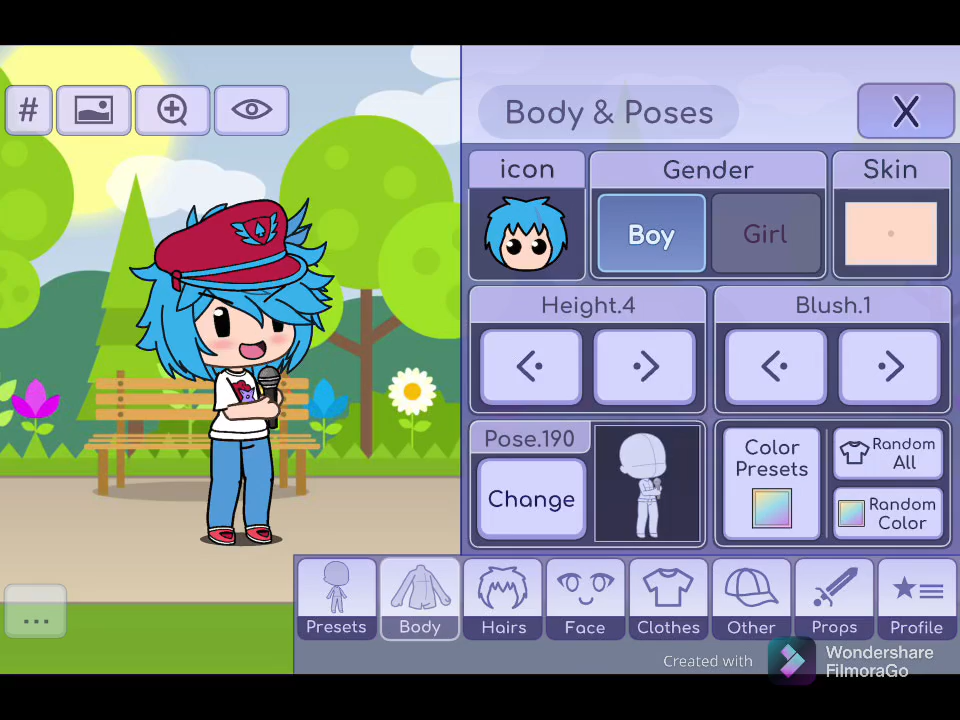 #
Body & Poses
X
icon
Gender
Skin
Boy
Girl
Height.4
Blush.1
Pose.190
Change
Color
Presets
Random
All
Random
Color
...
Presets
Body
Hairs
Face
Clothes
Other
Props
Profile
Created with
Wondershare
FilmoraGo